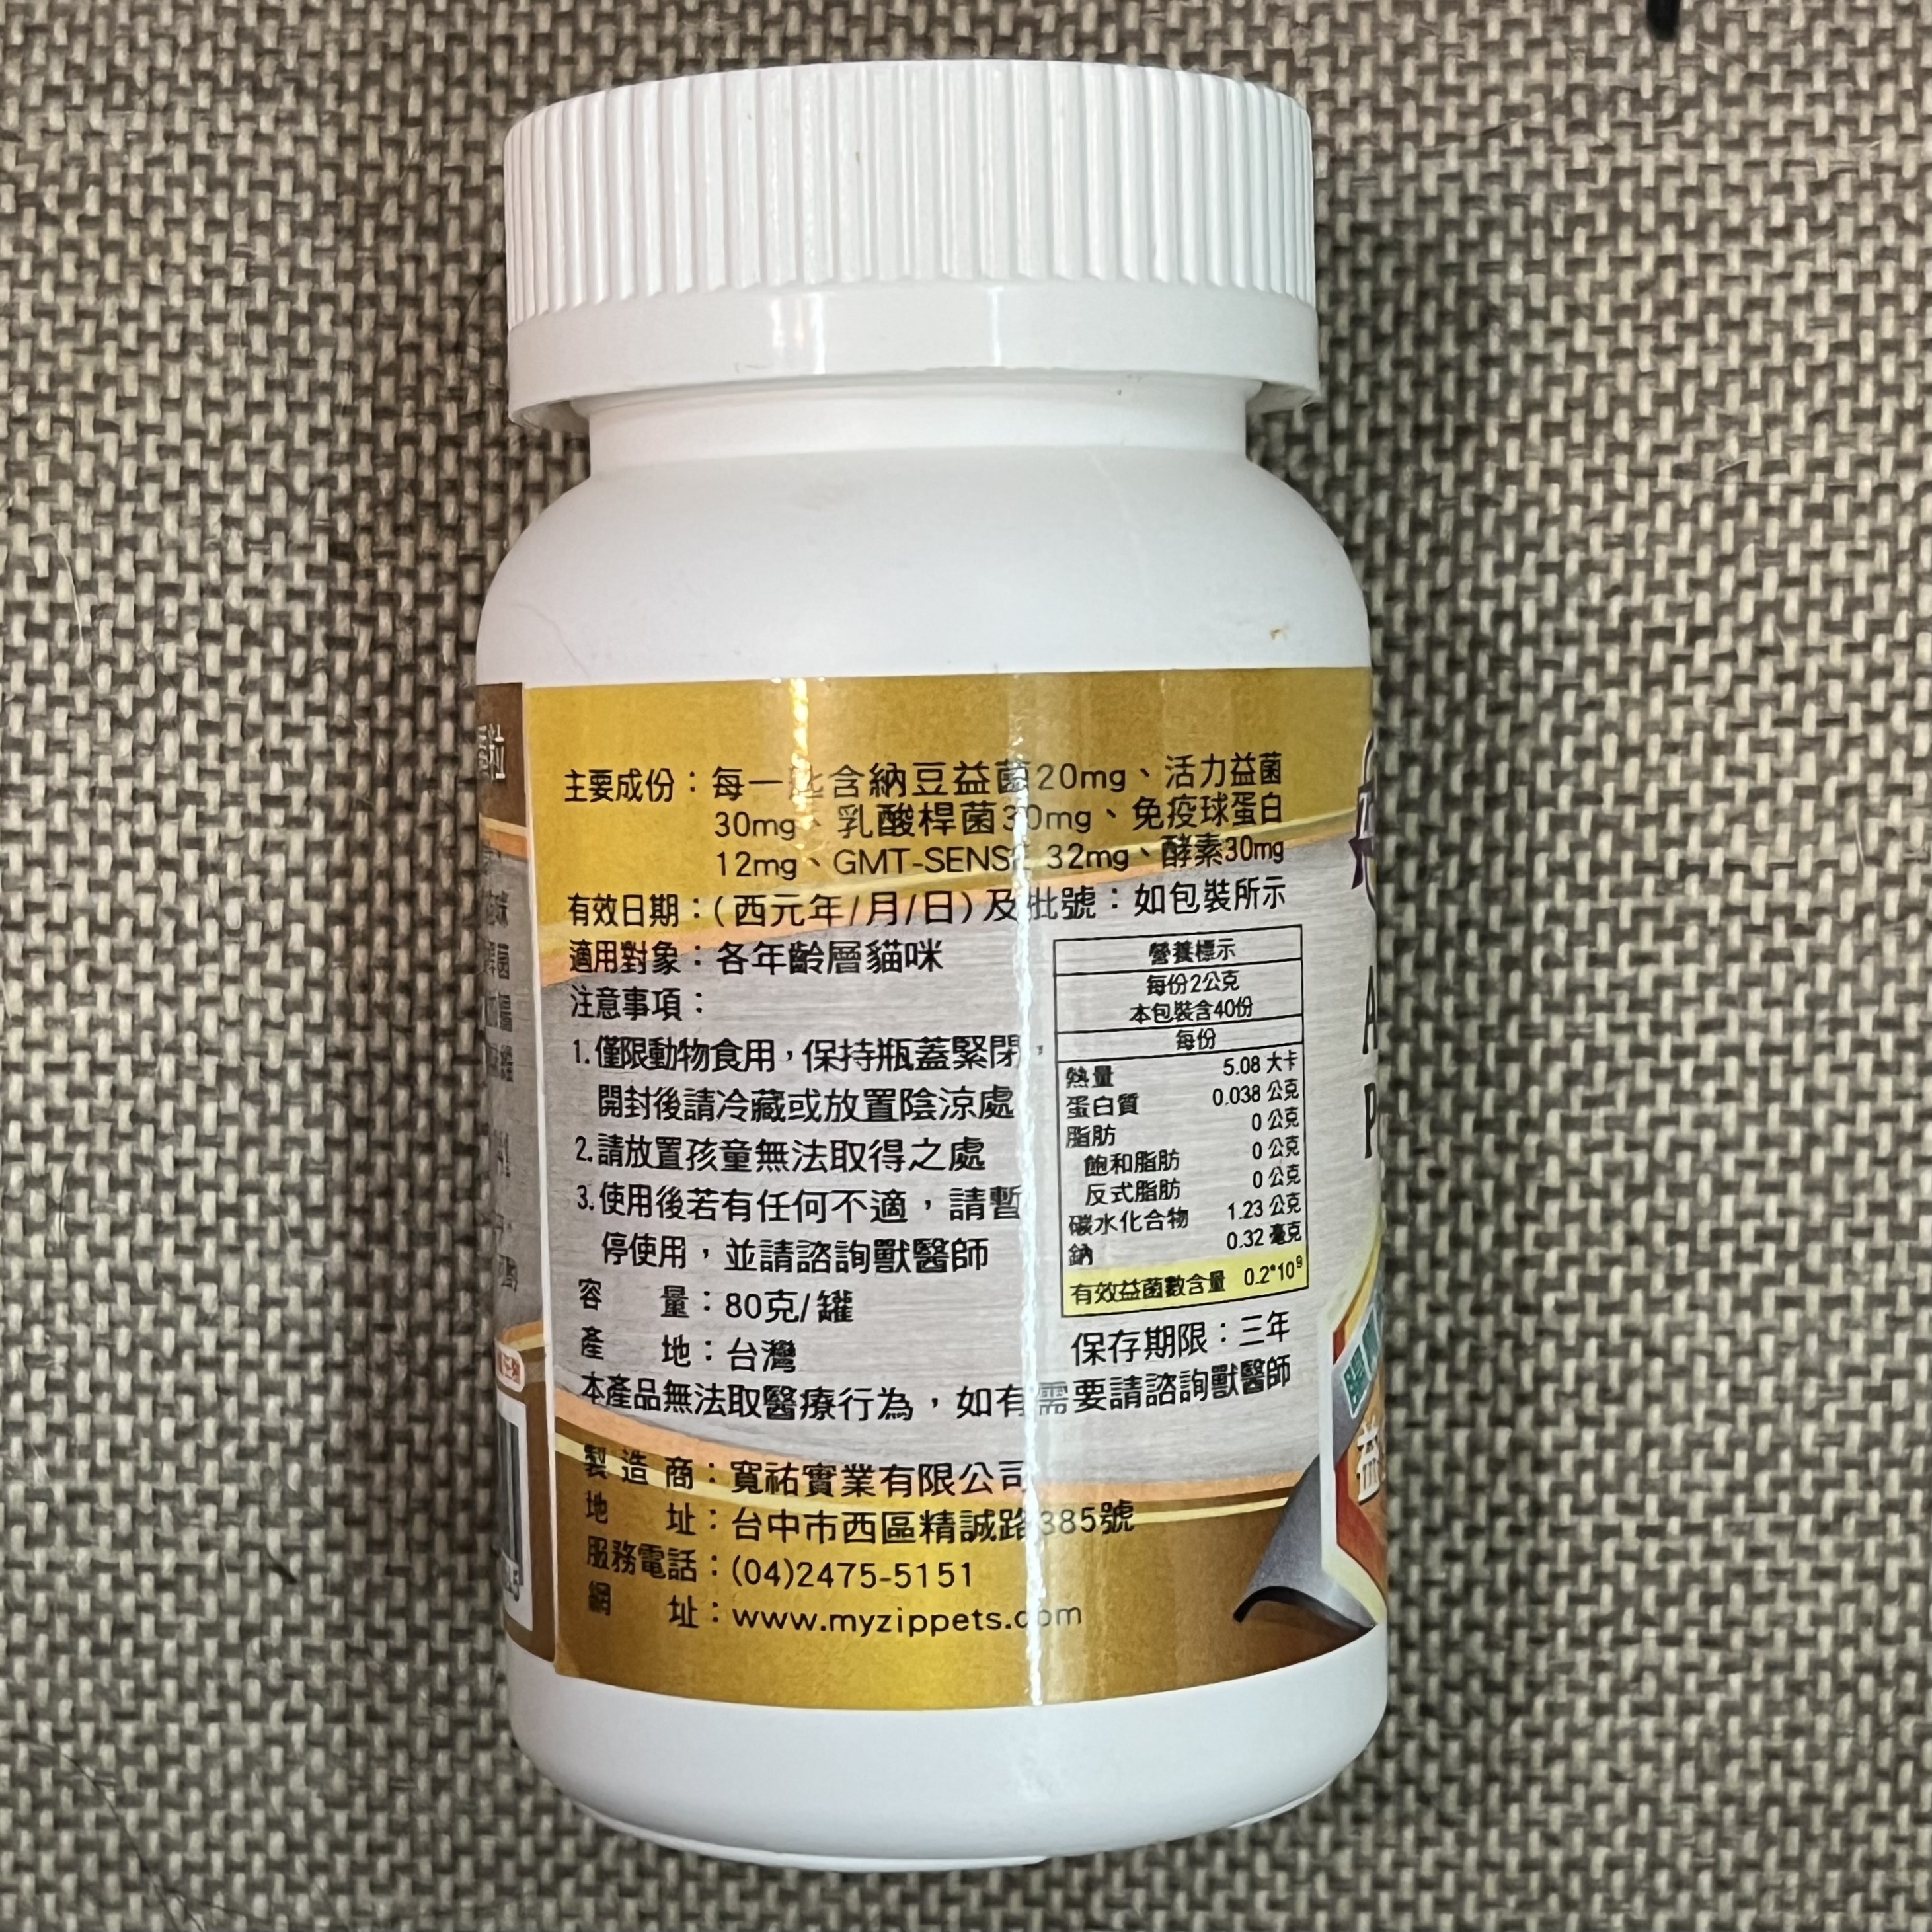 主要成份：每一匙含納豆益菌20mg、活力益菌
30mg、乳酸桿菌30mg、免疫球蛋白
12mg、GMT-SENSE 32mg、酵素30mg
有效日期：(西元年/月/日)及批號：如包裝所示
適用對象：各年齡層貓咪
注意事項：
1.僅限動物食用，保持瓶蓋緊閉，
開封後請冷藏或放置陰涼處
2.請放置孩童無法取得之處
3.使用後若有任何不適，請暫
停使用，並請諮詢獸醫師
容 量：80克/罐
產 地：台灣
營養標示
每份2公克
本包裝含40份
每份
熱量 5.08 大卡
蛋白質 0.038 公克
脂肪 0 公克
飽和脂肪 0 公克
反式脂肪 0 公克
碳水化合物 1.23 公克
鈉 0.32 毫克
有效益菌數含量 0.2*10⁹
保存期限：三年
本產品無法取醫療行為，如有需要請諮詢獸醫師
製造商：寬祐實業有限公司
地 址：台中市西區精誠路385號
服務電話：(04)2475-5151
網 址：www.myzippets.com